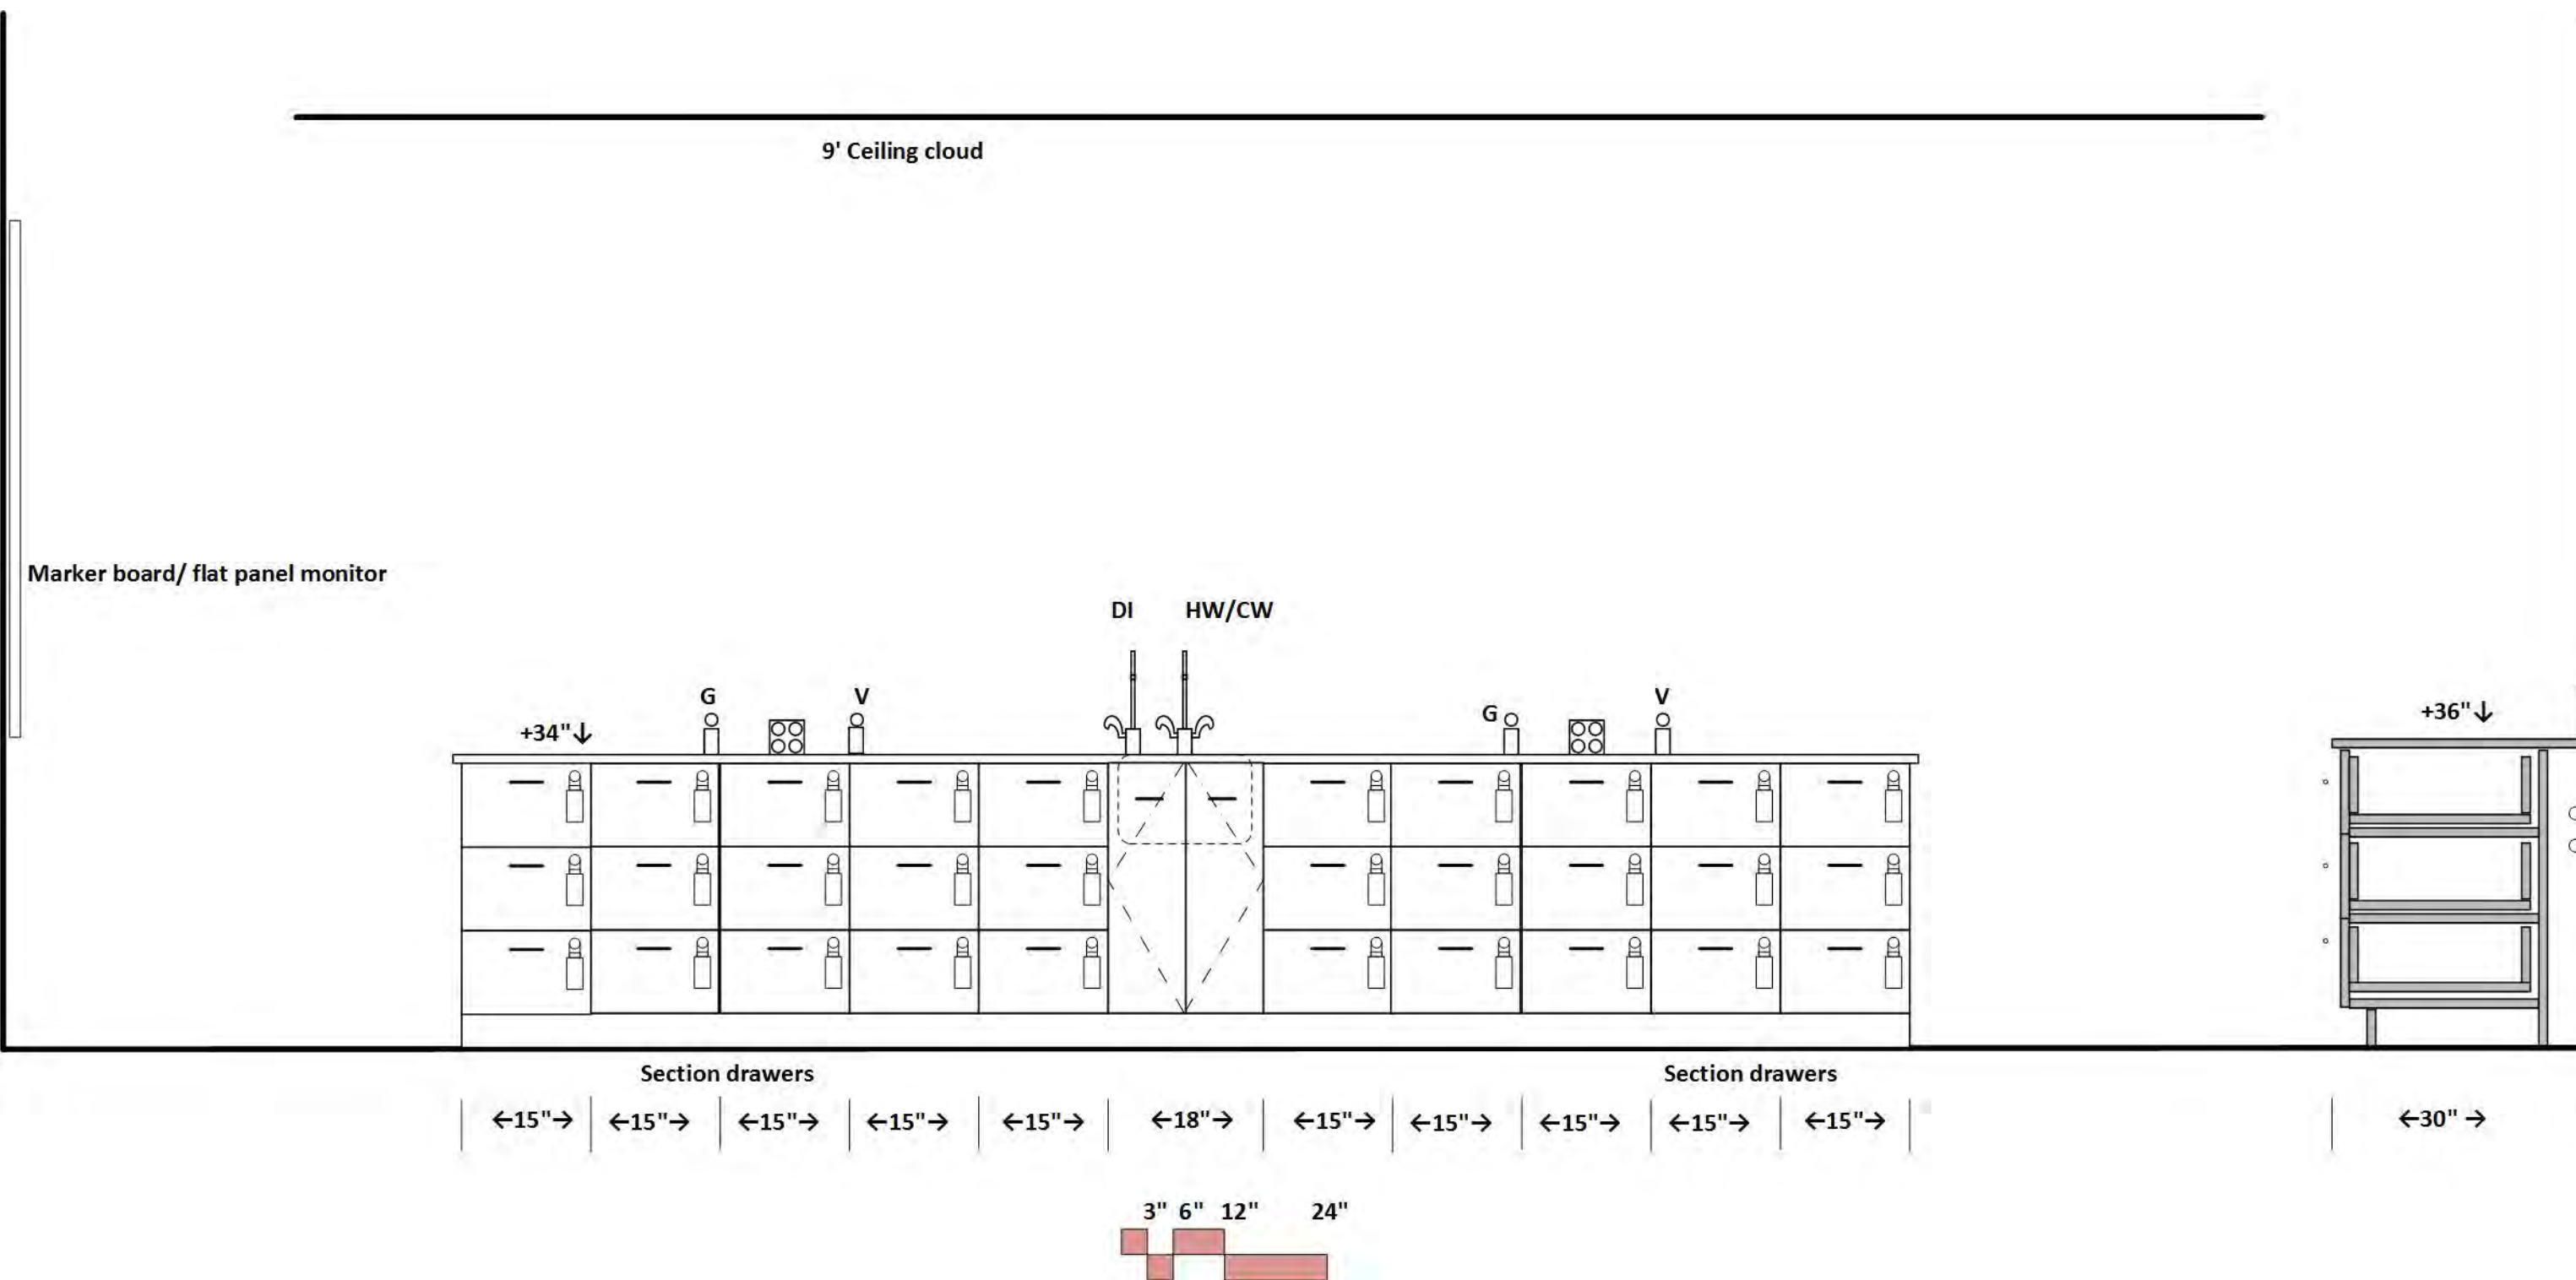 9' Ceiling cloud
Marker board/ flat panel monitor
DI HW/CW
G V G V
+34"↓ +36"↓
Section drawers Section drawers
←15"→ ←15"→ ←15"→ ←15"→ ←15"→ ←18"→ ←15"→ ←15"→ ←15"→ ←15"→ ←15"→ ←30" →
3" 6" 12" 24"